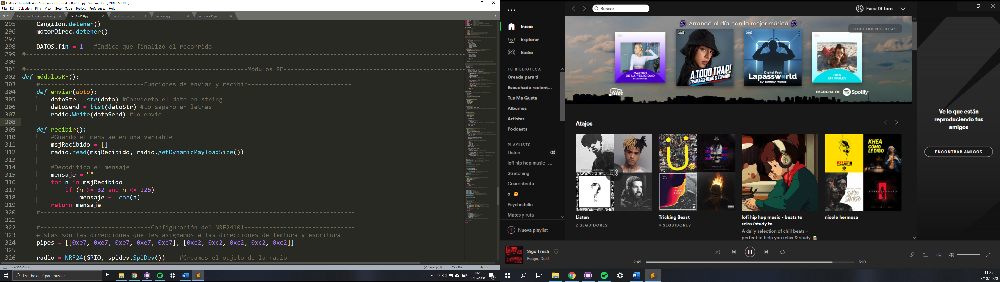 C:\Users\facud\Desktop\ecoboat\Software\EcoBoat1.0.py - Sublime Text (UNREGISTERED)
File Edit Selection Find View Goto Tools Project Preferences Help
EstructuraPilotoAutomatico.py EcoBoat1.0.py RedNeuronal.py motores.py sensoresUS.py
295 Cangilon.detener()
296 motorDirec.detener()
297
298 DATOS.fin = 1 #Indico que finalizó el recorrido
299 #---------------------------------------------------------------------------------------------------------------------------
300
301 #--------------------------------------------------------------Módulos RF---------------------------------------------------
302 def módulosRF():
303 #-----------------------------Funciones de enviar y recibir-----------------------------
304 def enviar(dato):
305 datoStr = str(dato) #Convierto el dato en string
306 datoSend = list(datoStr) #Lo separo en letras
307 radio.Write(datoSend) #Lo envio
308
309 def recibir():
310 #Guardo el mensjae en una variable
311 msjRecibido = []
312 radio.read(msjRecibido, radio.getDynamicPayloadSize())
313
314 #Decodifico el mensaje
315 mensaje = ""
316 for n in msjRecibido
317 if (n >= 32 and n <= 126)
318 mensaje += chr(n)
319 return mensaje
320 #----------------------------------------------------------------------------------------
321
322 #-------------------------------Configuración del NRF24l01-------------------------------
323 #Estas son las direcciones que les asignamos a las direcciones de lectura y escritura
324 pipes = [[0xe7, 0xe7, 0xe7, 0xe7, 0xe7], [0xc2, 0xc2, 0xc2, 0xc2, 0xc2]]
325
326 radio = NRF24(GPIO, spidev.SpiDev()) #Creamos el objeto de la radio
Line 308, Column 1
develop
Tab Size: 4
Python
Escribe aquí para buscar
ESP
11:25
7/10/2020
Buscar
Facu Di Toro
Inicio
Explorar
Radio
TU BIBLIOTECA
Creada para ti
Escuchado recient...
Tus Me Gusta
Álbumes
Artistas
Podcasts
PLAYLISTS
Listen
lofi hip hop music -...
Stretching
Cuarentonta
o 🥰
Psychedelic
Mates y ruta
Nueva playlist
🎶 Arrancá el día con la mejor música 🎶
OCULTAR NOTICIAS
CARDIO
DE LA FELICIDAD
By Juli Puente
Filtr
A TODO TRAP!
TRAP ARGENTINO & ESPAÑOL
Filtr
Digital Fest
Lapassworld
by Tommy Muñoz
HITS
EN INGLÉS
Filtr
ESCUCHA EN Spotify
Atajos
KHEA
CÓMO
LE DIGO
ASESINA
SEXTO
SENTIDO
Listen
2 SEGUIDORES
Tricking Beast
4 SEGUIDORES
lofi hip hop music - beats to
relax/study to
A daily selection of chill beats -
perfect to help you relax & study
nicole hermosa
Ve lo que están
reproduciendo tus
amigos
ENCONTRAR AMIGOS
Sigo Fresh
Fuego, Duki
2:49
3:10
11:25
7/10/2020